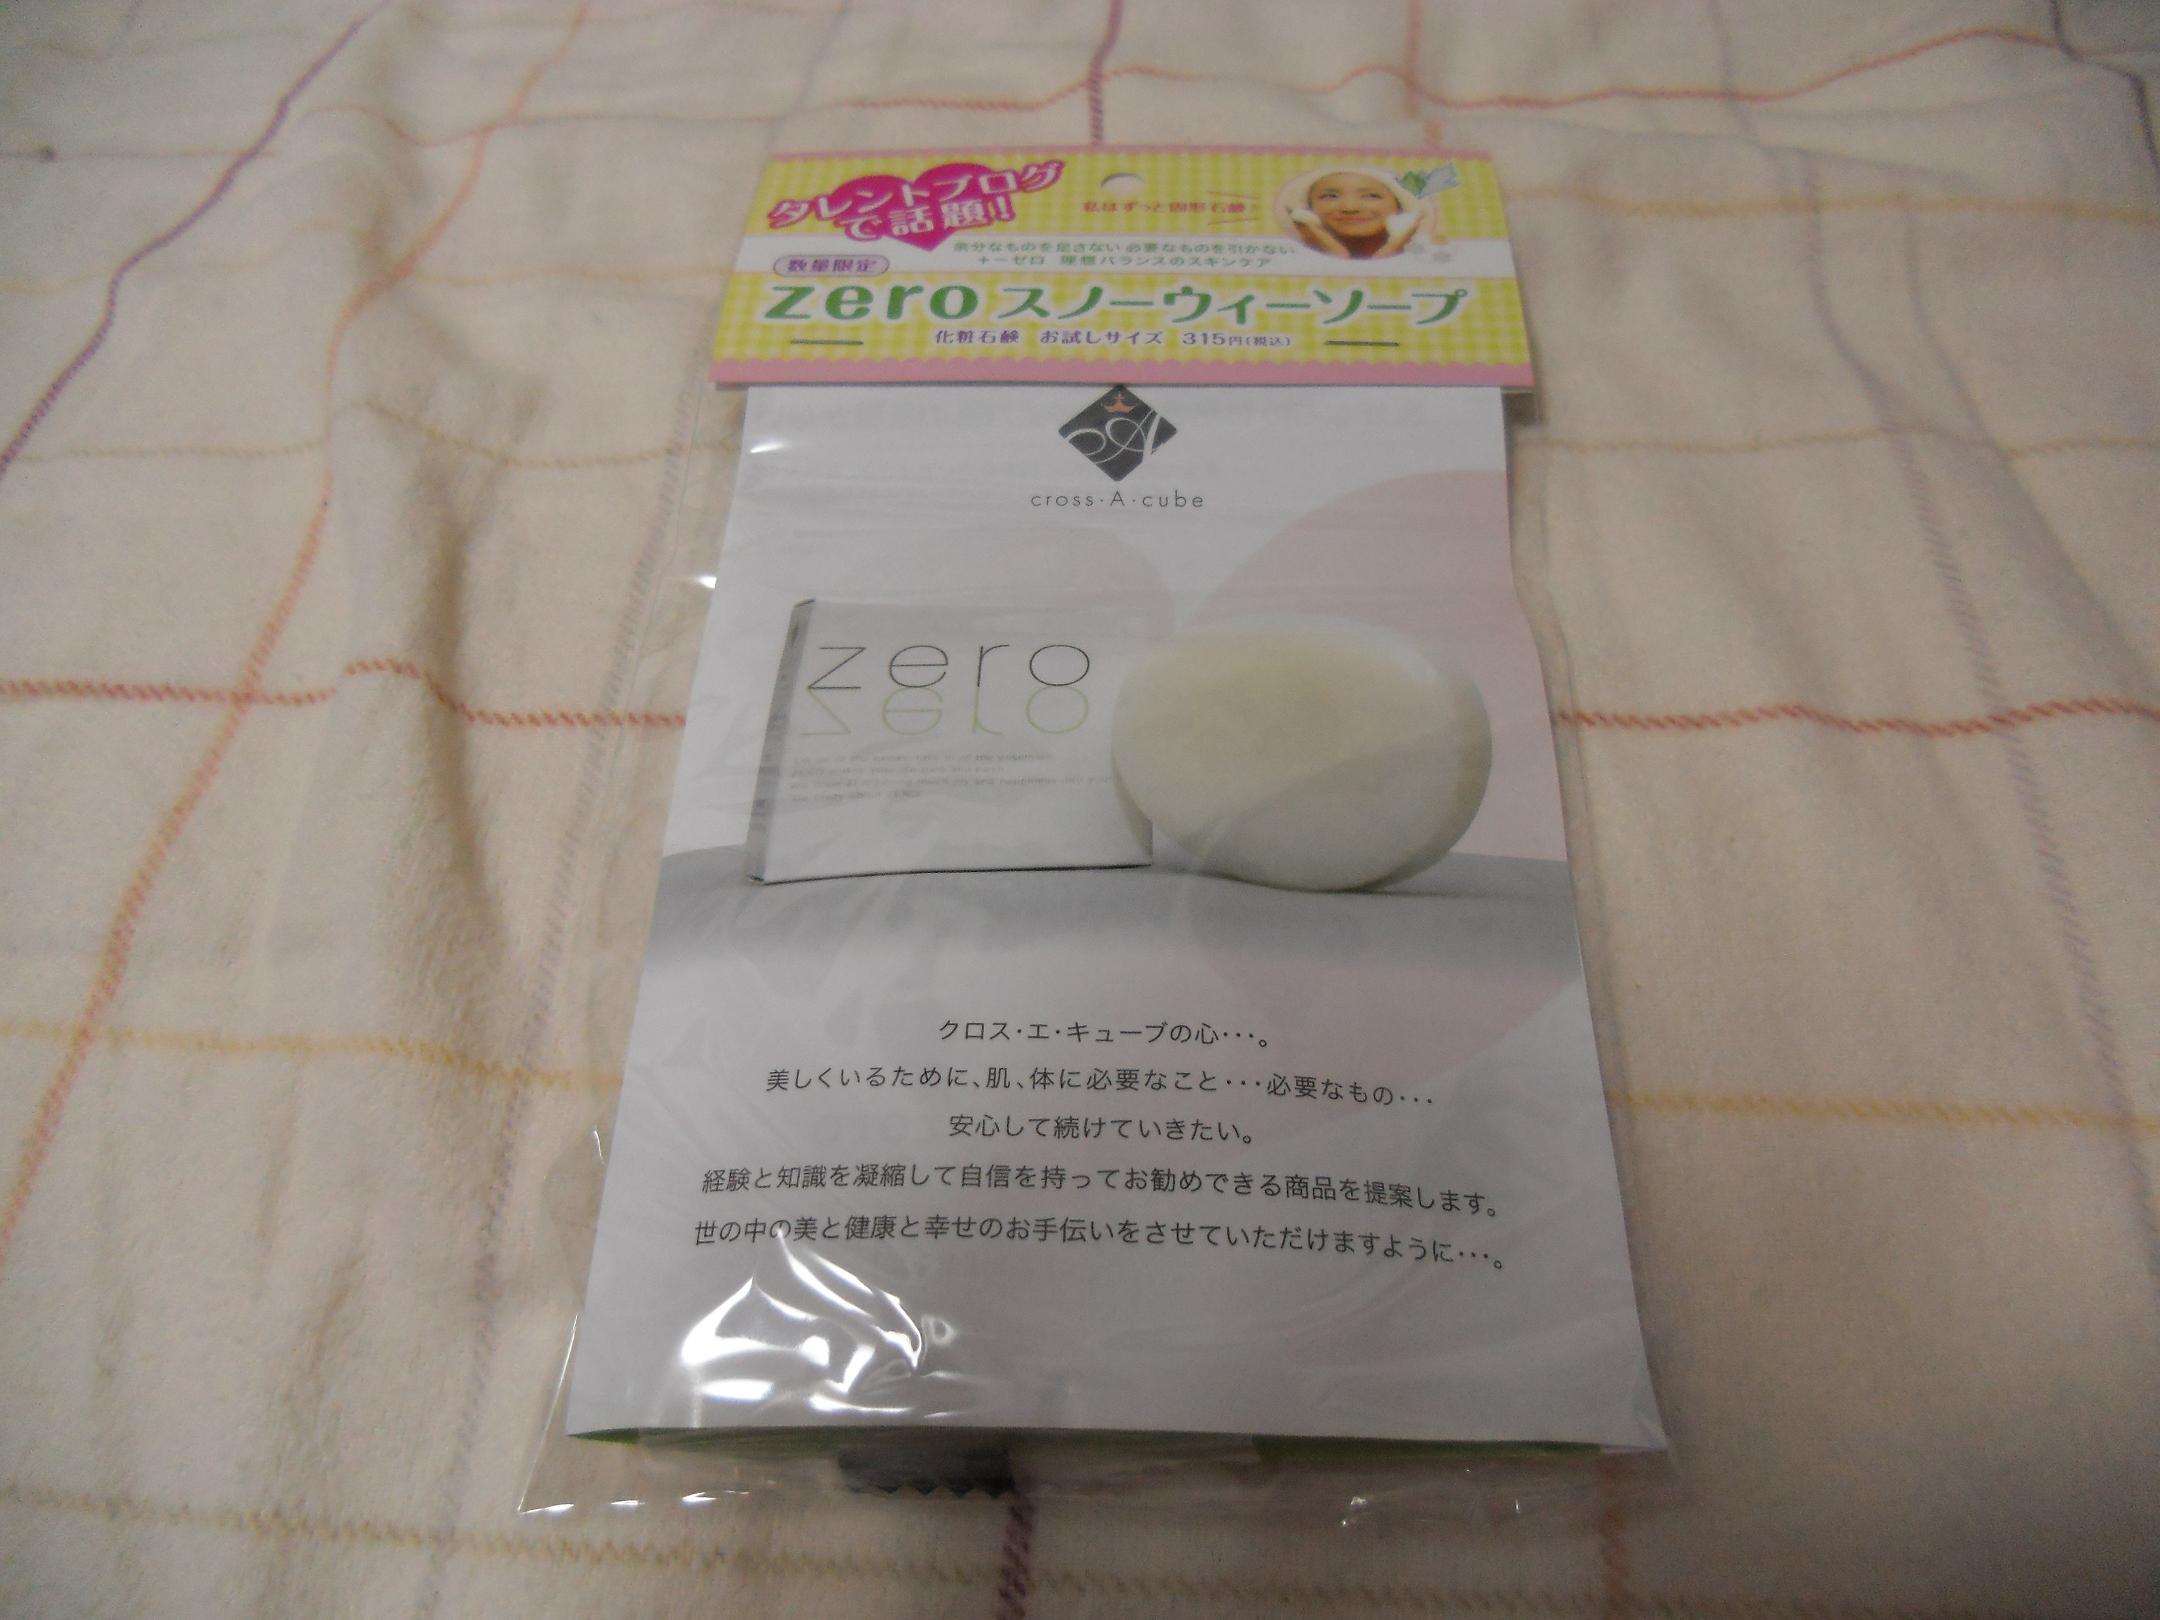 タレントブログ
で話題!!
私はずっと固形石鹸
余分なものを足さない 必要なものを引かない
+−ゼロ 理想バランスのスキンケア
数量限定
zero スノーウィーソープ
化粧石鹸 お試しサイズ 315円(税込)
cross・A・cube
zero
zero
クロス・エ・キューブの心・・・。
美しくいるために、肌、体に必要なこと・・・必要なもの・・・
安心して続けていきたい。
経験と知識を凝縮して自信を持ってお勧めできる商品を提案します。
世の中の美と健康と幸せのお手伝いをさせていただけますように・・・。